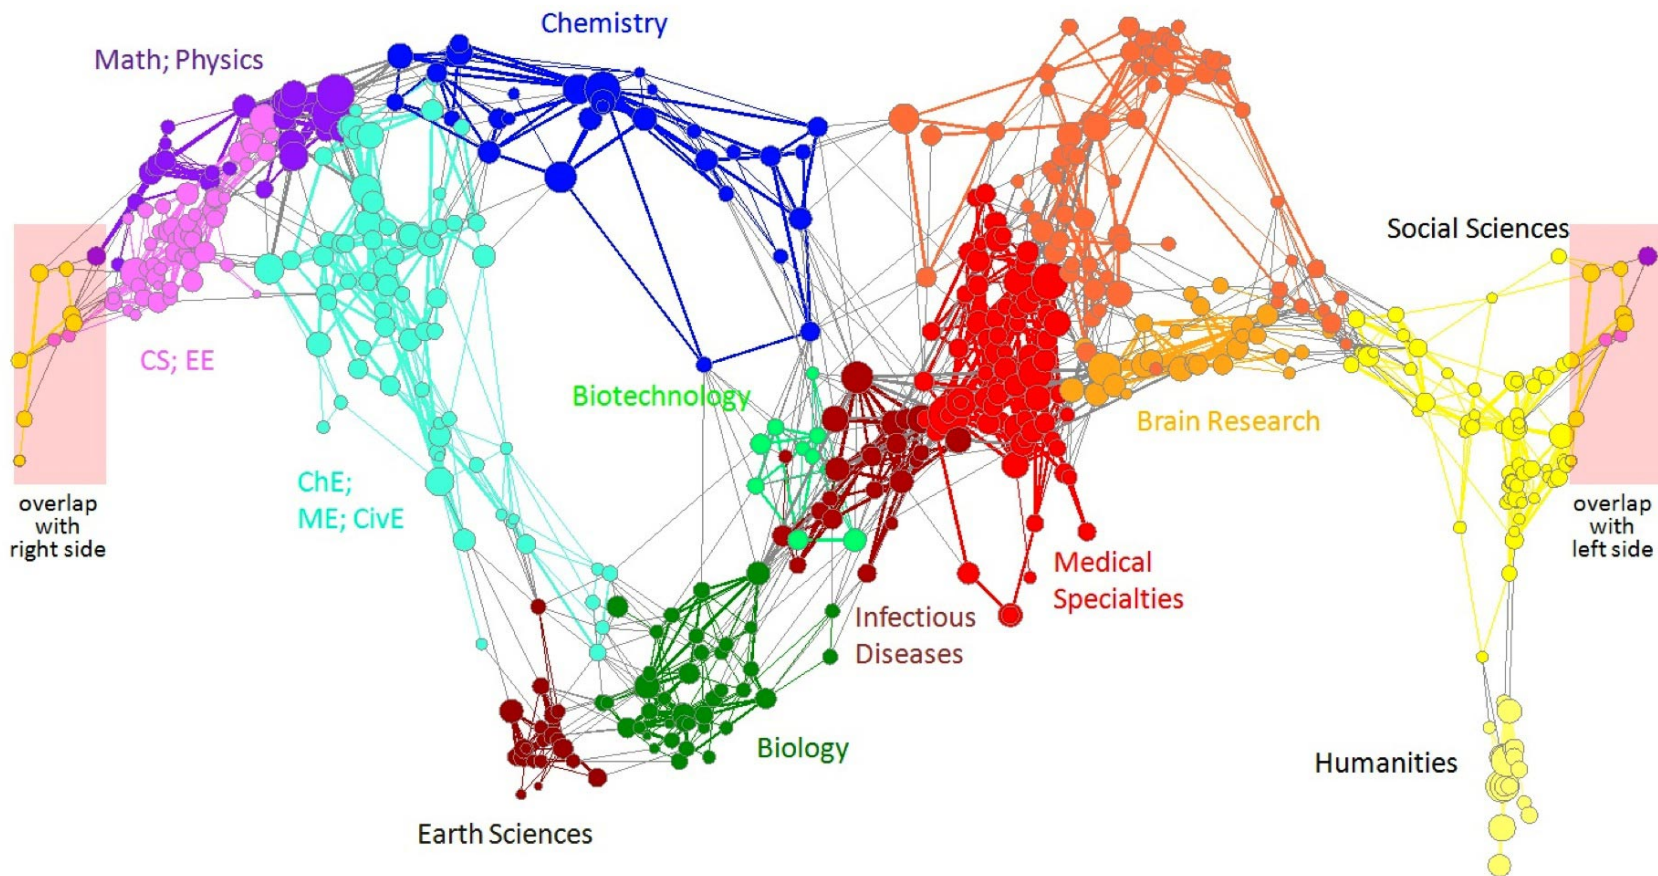 Chemistry
Math; Physics
Social Sciences
CS; EE
Biotechnology
Brain Research
ChE;
ME; CivE
overlap
with
right side
overlap
with
left side
Medical
Specialties
Infectious
Diseases
Biology
Humanities
Earth Sciences